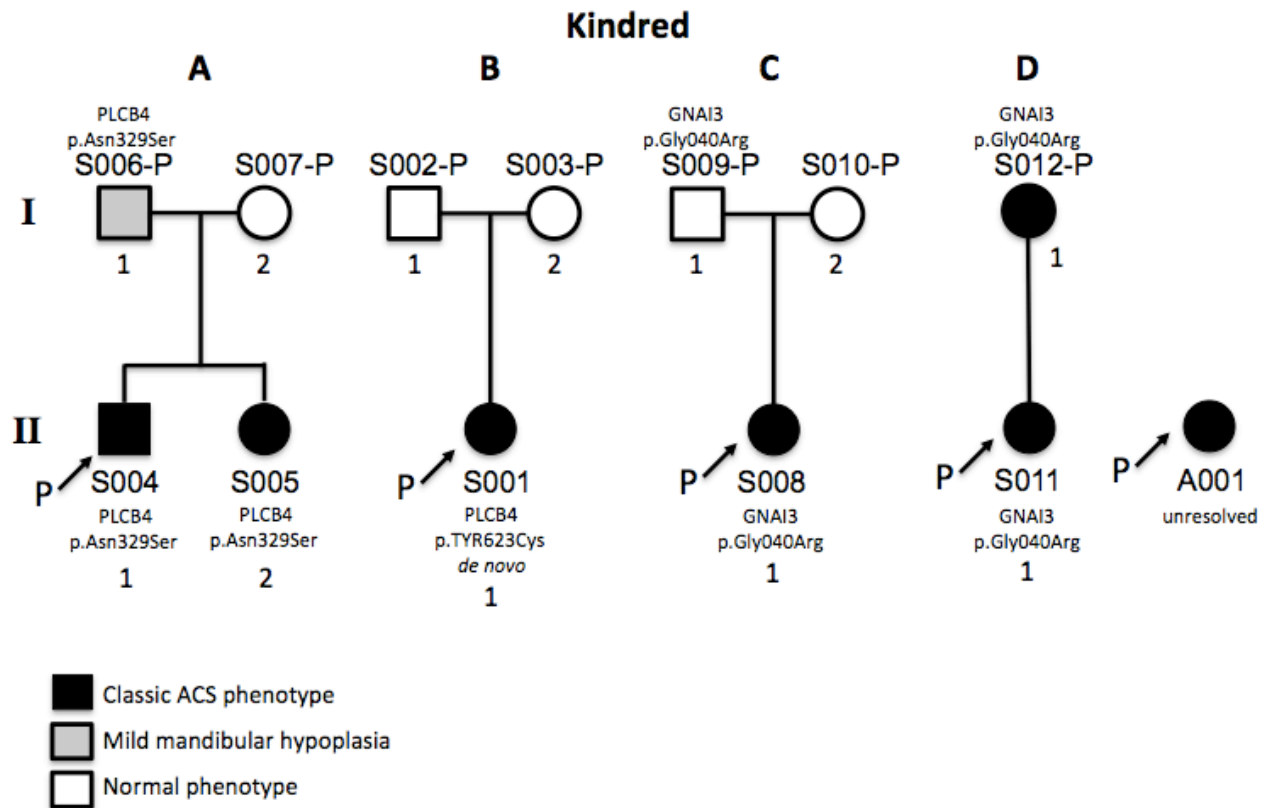 Kindred
A B C D
PLCB4 GNAI3 GNAI3
p.Asn329Ser p.Gly040Arg p.Gly040Arg
S006-P S007-P S002-P S003-P S009-P S010-P S012-P
I
1 2 1 2 1 2 1
II
P P P P P
S004 S005 S001 S008 S011 A001
PLCB4 PLCB4 PLCB4 GNAI3 GNAI3 unresolved
p.Asn329Ser p.Asn329Ser p.TYR623Cys p.Gly040Arg p.Gly040Arg
de novo
1 2 1 1 1
Classic ACS phenotype
Mild mandibular hypoplasia
Normal phenotype